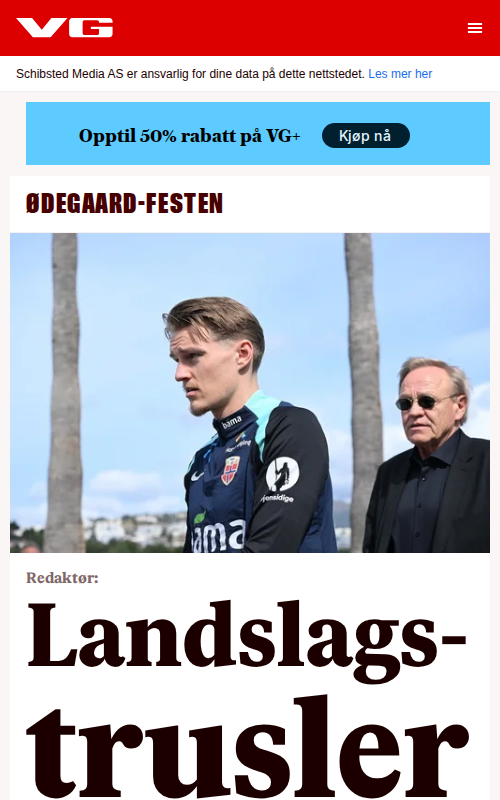 VG
Schibsted Media AS er ansvarlig for dine data på dette nettstedet. Les mer her
Opptil 50% rabatt på VG+ Kjøp nå
ØDEGAARD-FESTEN
bama
bama
Redaktør:
Landslags-
trusler